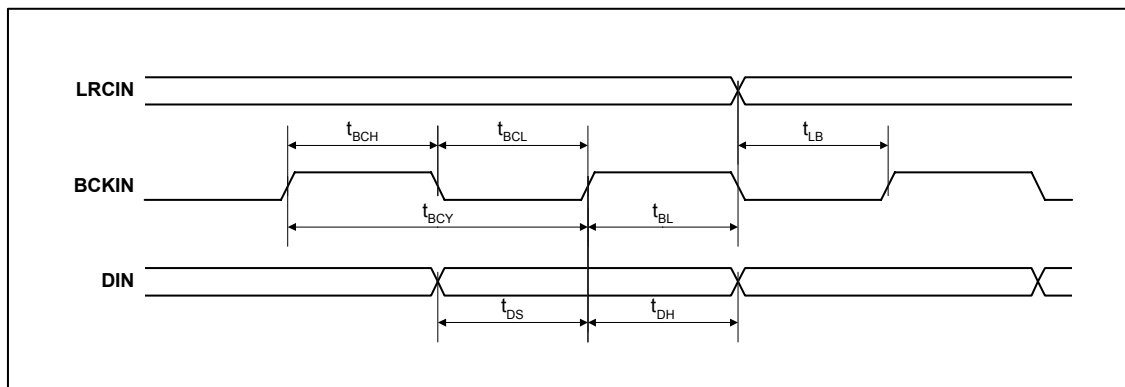 LRCIN
t_BCH t_BCL t_LB
BCKIN
t_BCY t_BL
DIN
t_DS t_DH